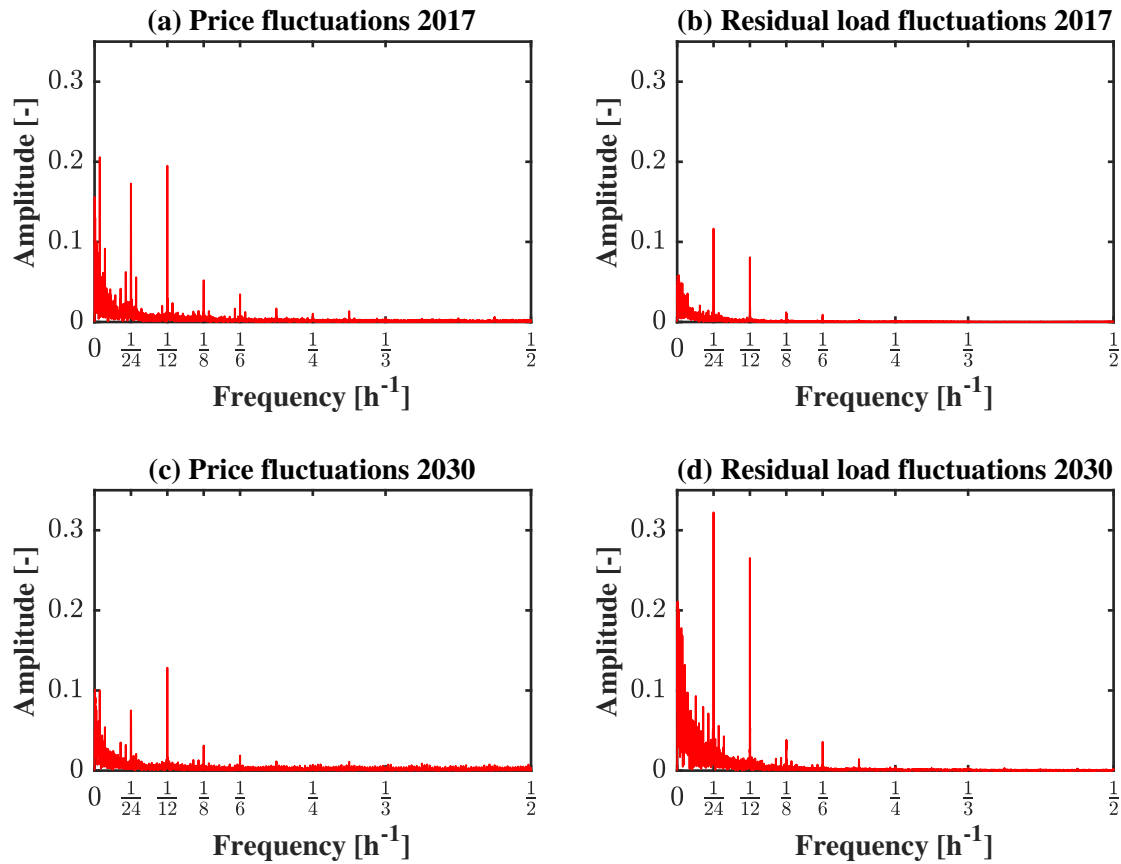 (a) Price fluctuations 2017
Amplitude [-]
0.3
0.2
0.1
0
0 1/24 1/12 1/8 1/6 1/4 1/3 1/2
Frequency [h⁻¹]
(b) Residual load fluctuations 2017
Amplitude [-]
0.3
0.2
0.1
0
0 1/24 1/12 1/8 1/6 1/4 1/3 1/2
Frequency [h⁻¹]
(c) Price fluctuations 2030
Amplitude [-]
0.3
0.2
0.1
0
0 1/24 1/12 1/8 1/6 1/4 1/3 1/2
Frequency [h⁻¹]
(d) Residual load fluctuations 2030
Amplitude [-]
0.3
0.2
0.1
0
0 1/24 1/12 1/8 1/6 1/4 1/3 1/2
Frequency [h⁻¹]